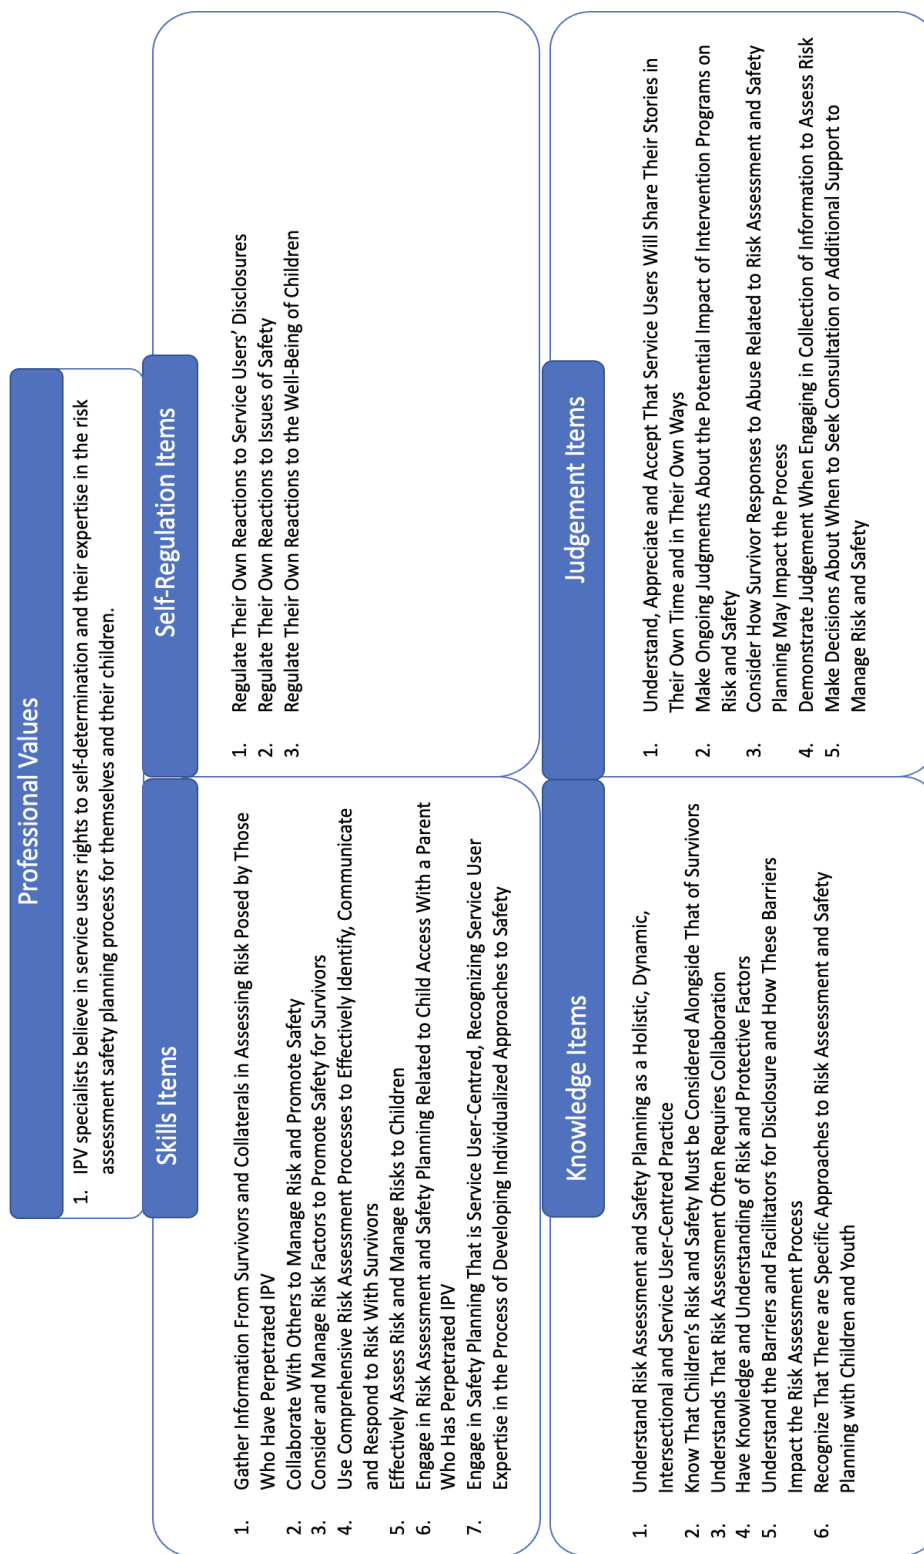 Professional Values
1. IPV specialists believe in service users rights to self-determination and their expertise in the risk
assessment safety planning process for themselves and their children.
Skills Items
1. Gather Information From Survivors and Collaterals in Assessing Risk Posed by Those
Who Have Perpetrated IPV
2. Collaborate With Others to Manage Risk and Promote Safety
3. Consider and Manage Risk Factors to Promote Safety for Survivors
4. Use Comprehensive Risk Assessment Processes to Effectively Identify, Communicate
and Respond to Risk With Survivors
5. Effectively Assess Risk and Manage Risks to Children
6. Engage in Risk Assessment and Safety Planning Related to Child Access With a Parent
Who Has Perpetrated IPV
7. Engage in Safety Planning That is Service User-Centred, Recognizing Service User
Expertise in the Process of Developing Individualized Approaches to Safety
Self-Regulation Items
1. Regulate Their Own Reactions to Service Users' Disclosures
2. Regulate Their Own Reactions to Issues of Safety
3. Regulate Their Own Reactions to the Well-Being of Children
Knowledge Items
1. Understand Risk Assessment and Safety Planning as a Holistic, Dynamic,
Intersectional and Service User-Centred Practice
2. Know That Children's Risk and Safety Must be Considered Alongside That of Survivors
3. Understands That Risk Assessment Often Requires Collaboration
4. Have Knowledge and Understanding of Risk and Protective Factors
5. Understand the Barriers and Facilitators for Disclosure and How These Barriers
Impact the Risk Assessment Process
6. Recognize That There are Specific Approaches to Risk Assessment and Safety
Planning with Children and Youth
Judgement Items
1. Understand, Appreciate and Accept That Service Users Will Share Their Stories in
Their Own Time and in Their Own Ways
2. Make Ongoing Judgments About the Potential Impact of Intervention Programs on
Risk and Safety
3. Consider How Survivor Responses to Abuse Related to Risk Assessment and Safety
Planning May Impact the Process
4. Demonstrate Judgement When Engaging in Collection of Information to Assess Risk
5. Make Decisions About When to Seek Consultation or Additional Support to
Manage Risk and Safety